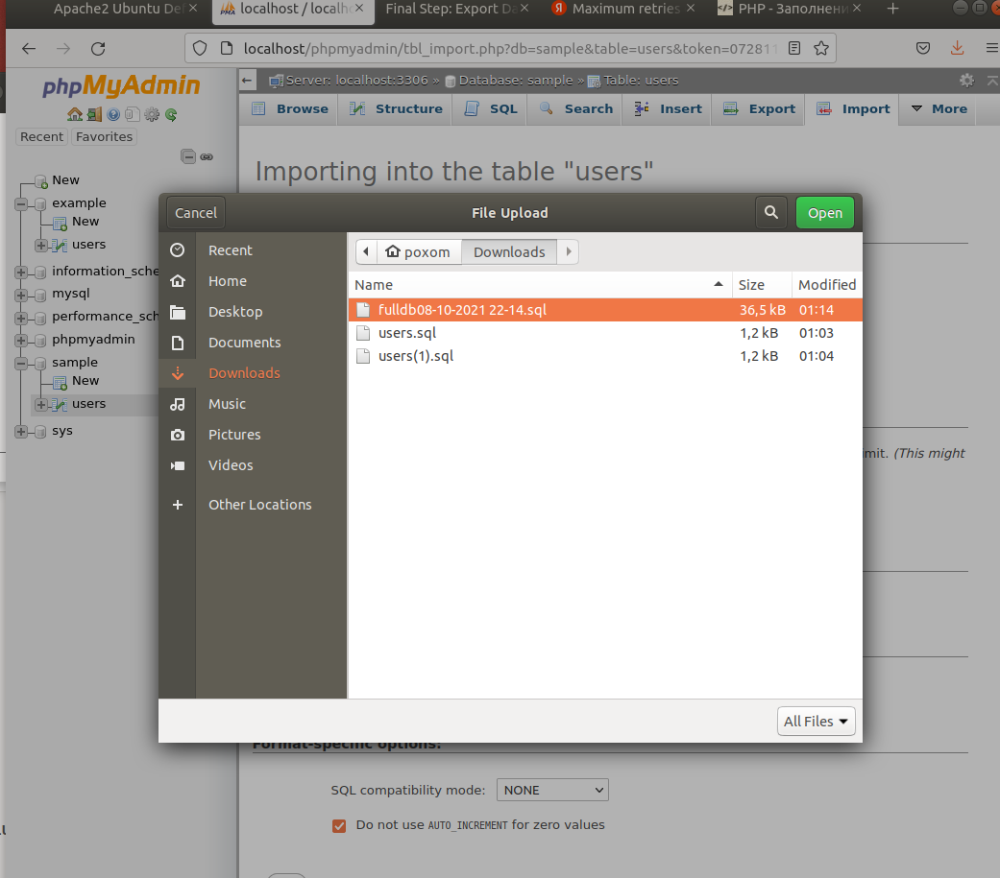 Apache2 Ubuntu De
localhost / localh
Final Step: Export Da
Maximum retries
PHP - Заполнени
localhost/phpmyadmin/tbl_import.php?db=sample&table=users&token=07281
phpMyAdmin
Recent
Favorites
New
example
New
users
information_sche
mysql
performance_sch
phpmyadmin
sample
New
users
sys
Server: localhost:3306 » Database: sample » Table: users
Browse
Structure
SQL
Search
Insert
Export
Import
More
Importing into the table "users"
Cancel
File Upload
Open
Recent
Home
Desktop
Documents
Downloads
Music
Pictures
Videos
Other Locations
poxom
Downloads
Name Size Modified
fulldb08-10-2021 22-14.sql 36,5 kB 01:14
users.sql 1,2 kB 01:03
users(1).sql 1,2 kB 01:04
All Files
imit. (This might
Format-specific options:
SQL compatibility mode: NONE
Do not use AUTO_INCREMENT for zero values